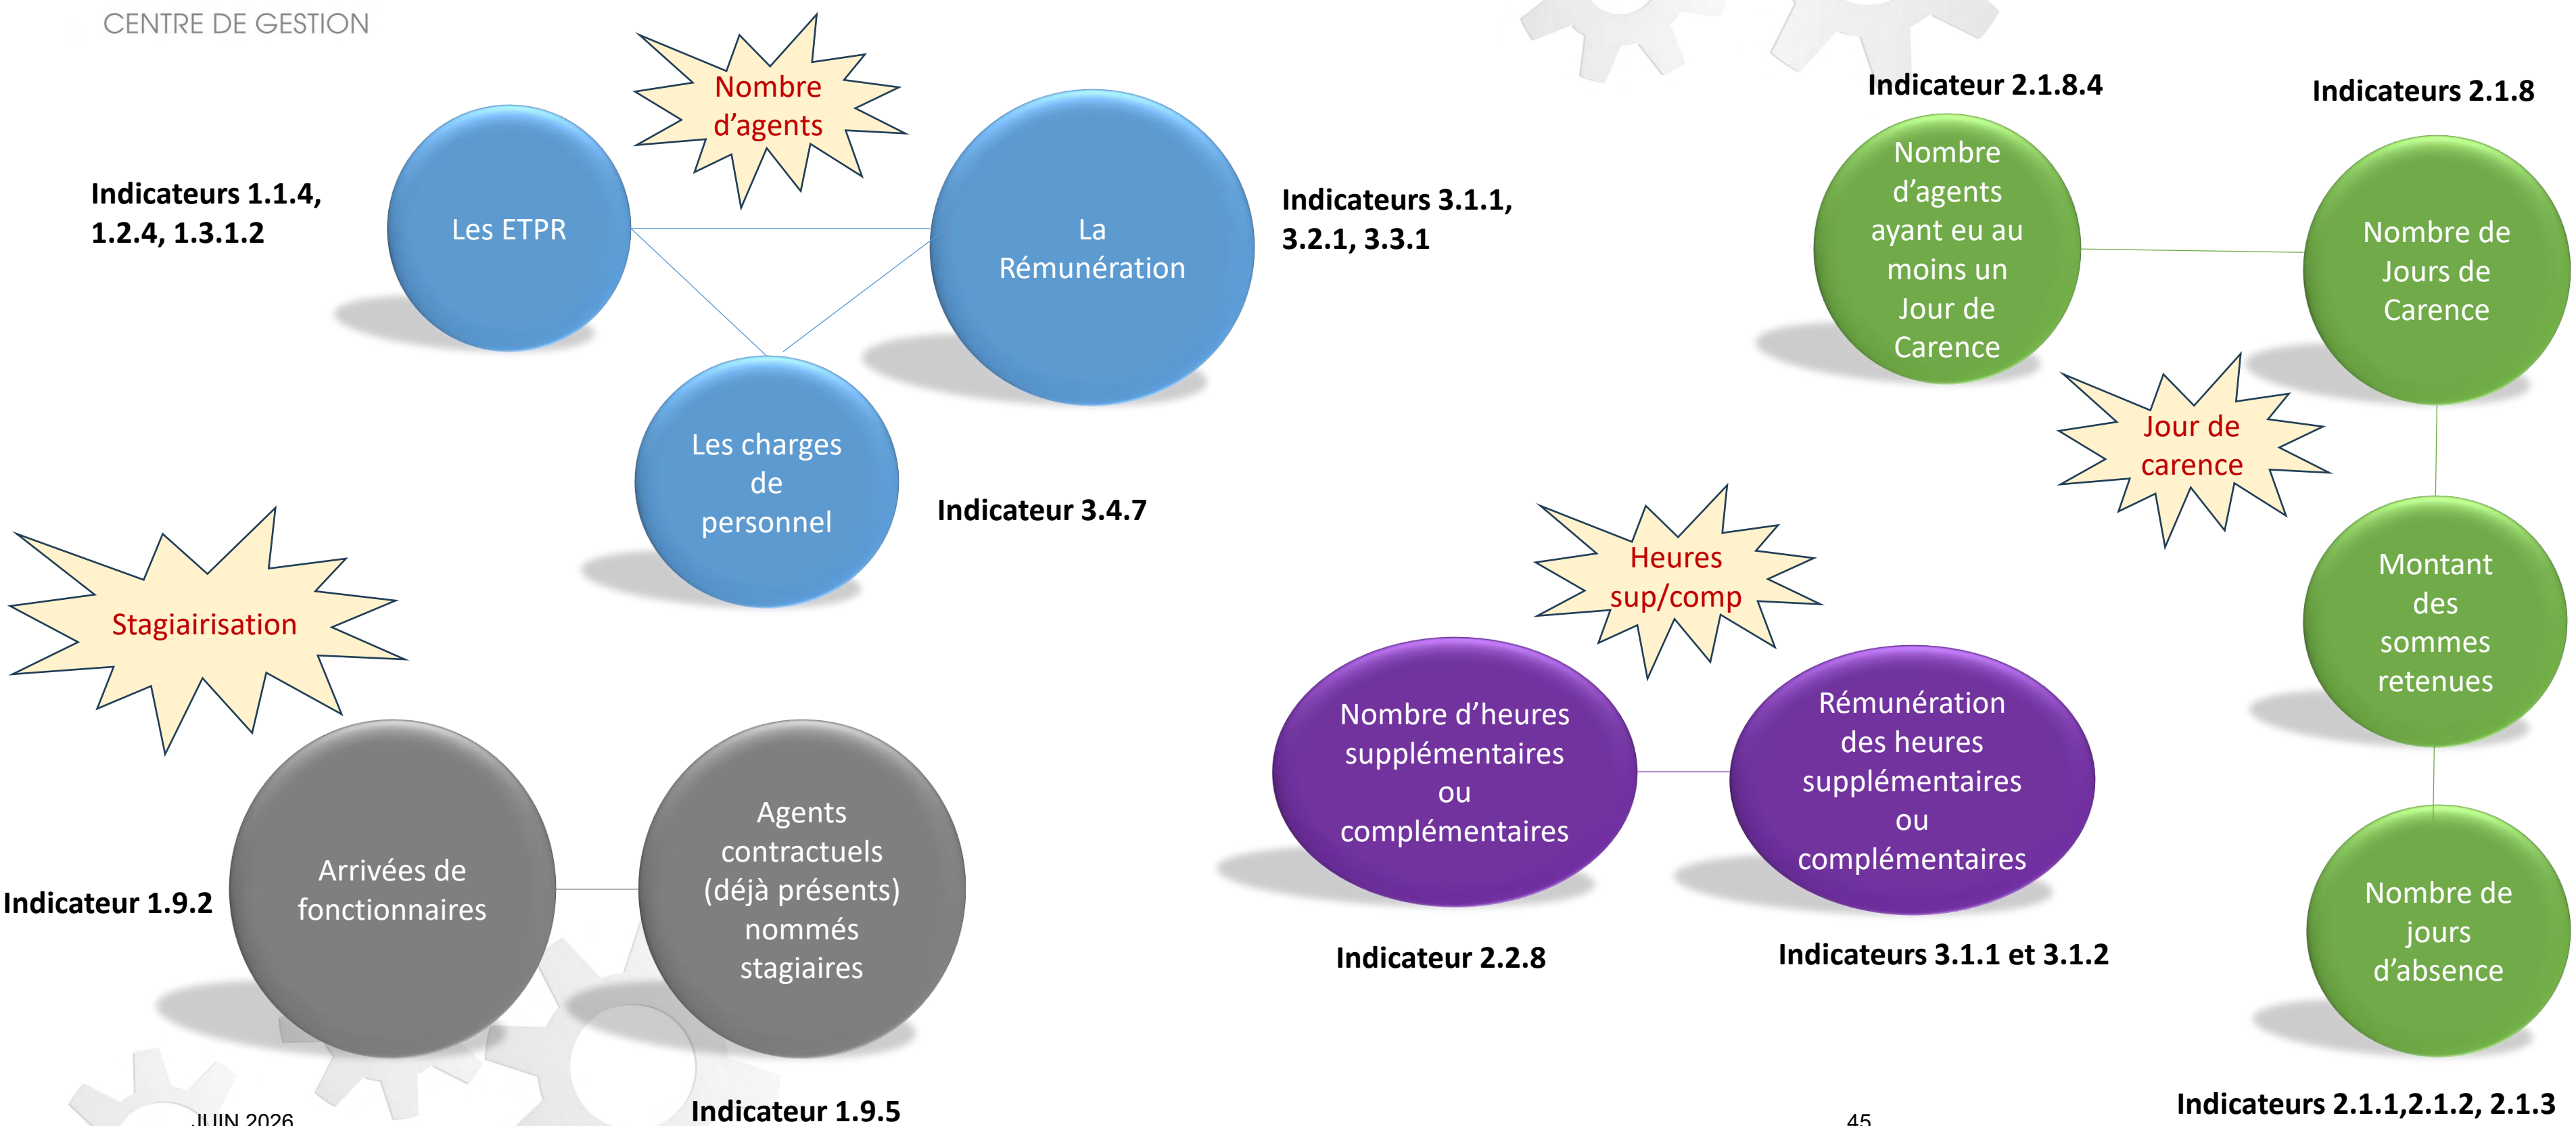 CENTRE DE GESTION
Nombre
d’agents
Indicateurs 1.1.4,
1.2.4, 1.3.1.2
Les ETPR
La
Rémunération
Indicateurs 3.1.1,
3.2.1, 3.3.1
Les charges
de
personnel
Indicateur 3.4.7
Stagiairisation
Indicateur 1.9.2
Arrivées de
fonctionnaires
Agents
contractuels
(déjà présents)
nommés
stagiaires
Indicateur 1.9.5
Indicateur 2.1.8.4
Nombre
d’agents
ayant eu au
moins un
Jour de
Carence
Indicateurs 2.1.8
Nombre de
Jours de
Carence
Jour de
carence
Montant
des
sommes
retenues
Nombre de
jours
d’absence
Indicateurs 2.1.1,2.1.2, 2.1.3
Heures
sup/comp
Nombre d’heures
supplémentaires
ou
complémentaires
Indicateur 2.2.8
Rémunération
des heures
supplémentaires
ou
complémentaires
Indicateurs 3.1.1 et 3.1.2
JUIN 2026
45